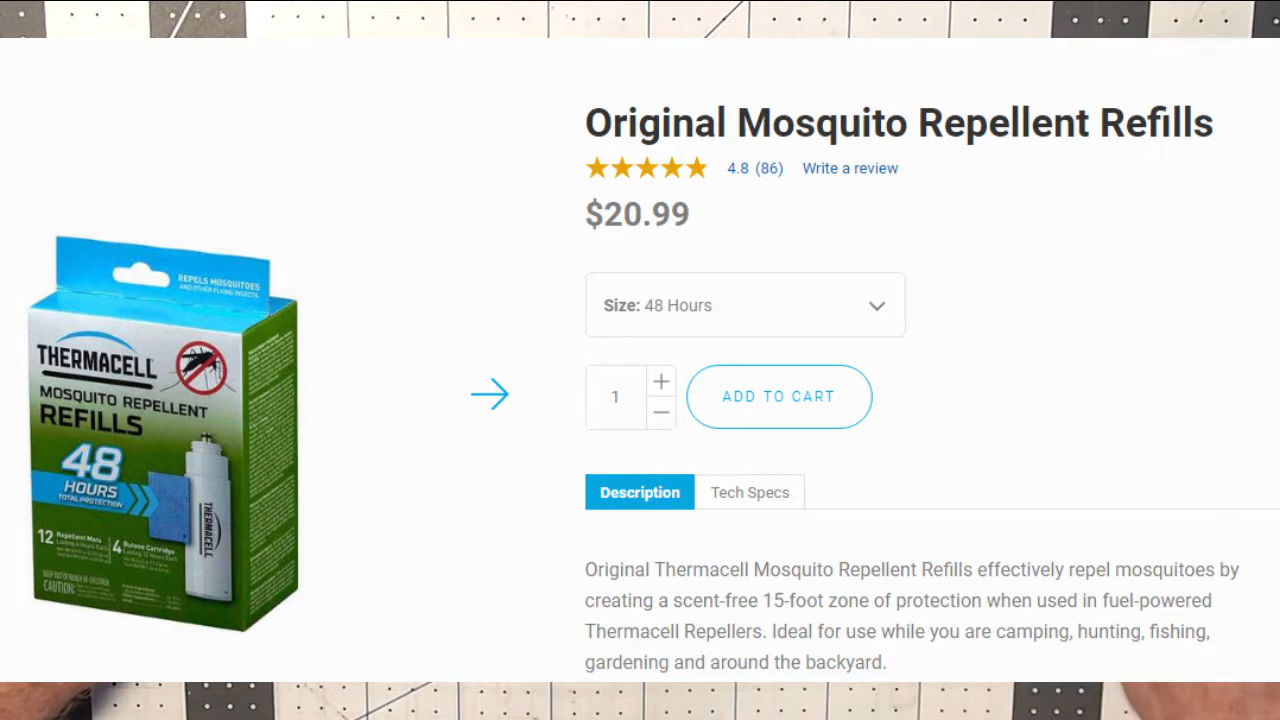 Original Mosquito Repellent Refills
4.8 (86) Write a review
$20.99
Size: 48 Hours
1
ADD TO CART
Description
Tech Specs
Original Thermacell Mosquito Repellent Refills effectively repel mosquitoes by
creating a scent-free 15-foot zone of protection when used in fuel-powered
Thermacell Repellers. Ideal for use while you are camping, hunting, fishing,
gardening and around the backyard.
REPELS MOSQUITOES
AND OTHER FLYING INSECTS
THERMACELL
MOSQUITO REPELLENT
REFILLS
48
HOURS
TOTAL PROTECTION
THERMACELL
12 Repellent Mats
4 Butane Cartridge
KEEP OUT OF REACH OF CHILDREN
CAUTION: